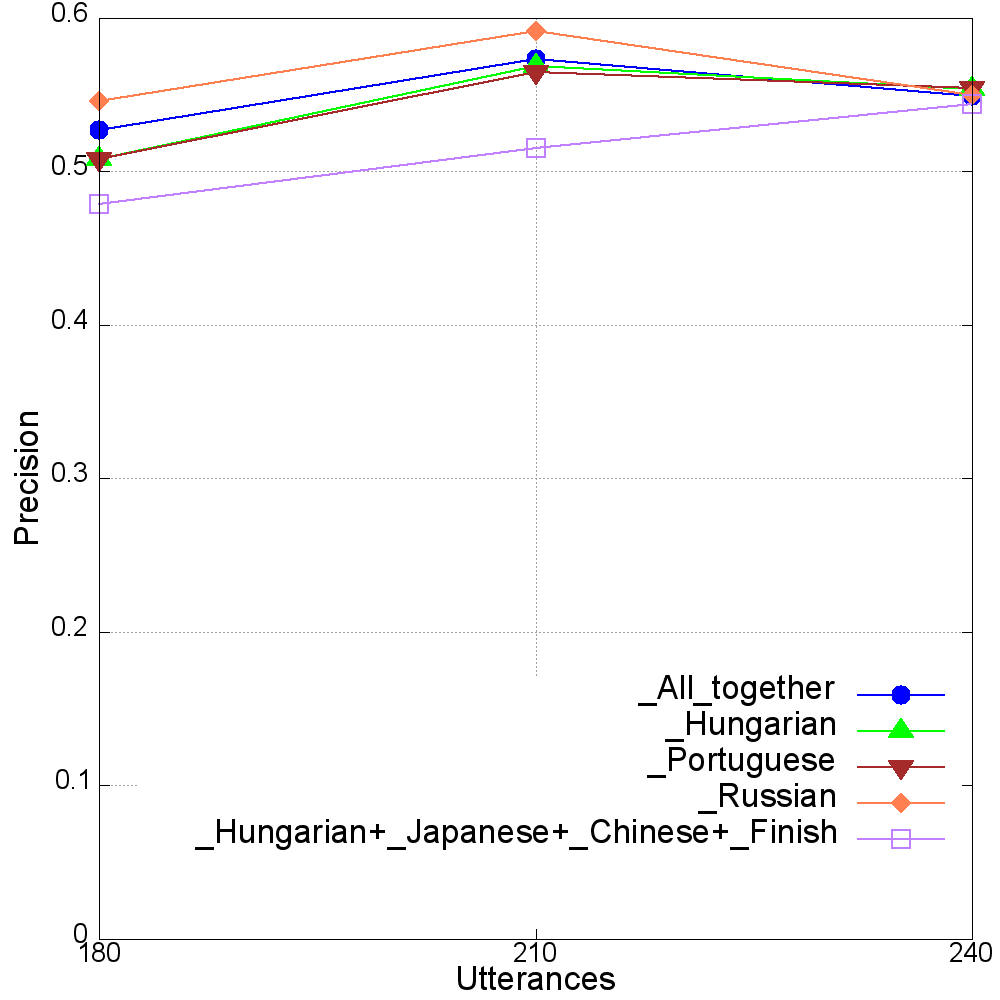 0.6
0.5
0.4
0.3
0.2
0.1
0
Precision
180
210
240
Utterances
_All_together
_Hungarian
_Portuguese
_Russian
_Hungarian+_Japanese+_Chinese+_Finish